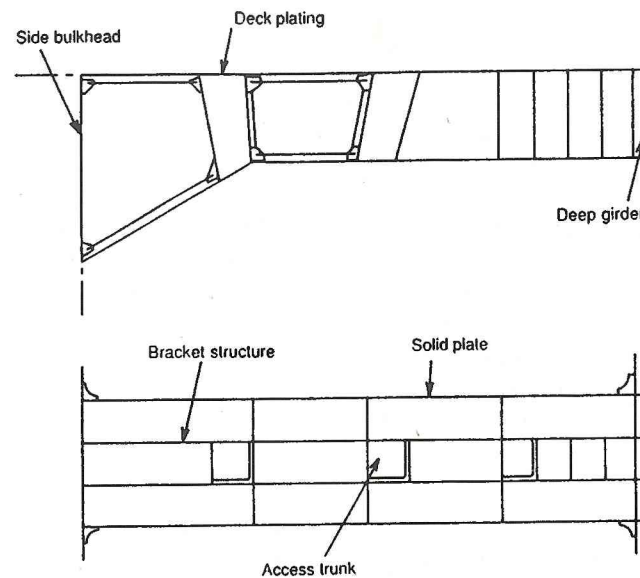 Deck plating
Side bulkhead
Deep girder
Bracket structure
Solid plate
Access trunk